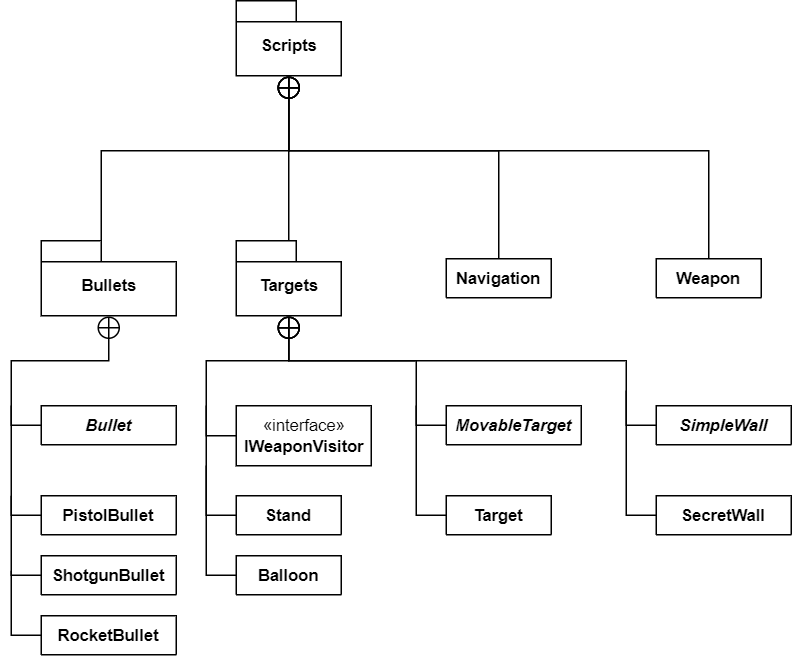 Scripts
Bullets
Targets
Navigation
Weapon
Bullet
«interface»
IWeaponVisitor
MovableTarget
SimpleWall
PistolBullet
Stand
Target
SecretWall
ShotgunBullet
Balloon
RocketBullet